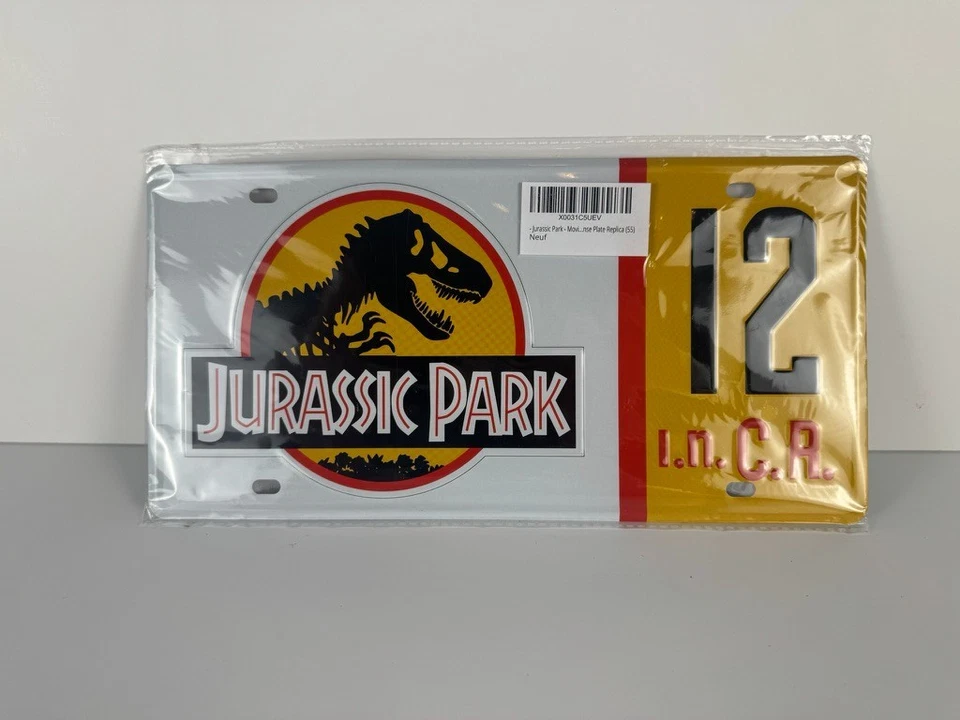 X0031C5UEV
- Jurassic Park - Movi...nse Plate Replica (55)
Neuf
JURASSIC PARK
12
I.n.C.R.